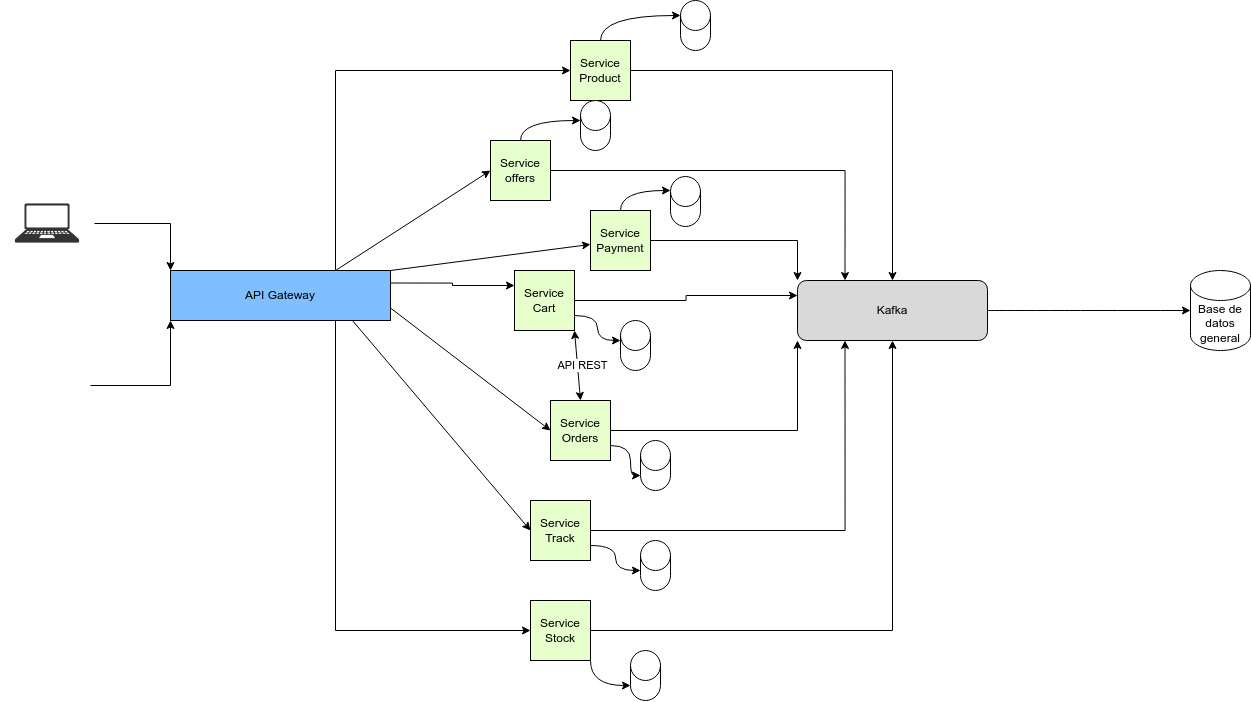 Service
Product
Service
offers
Service
Payment
API Gateway
Service
Cart
Kafka
Base de
datos
general
API REST
Service
Orders
Service
Track
Service
Stock